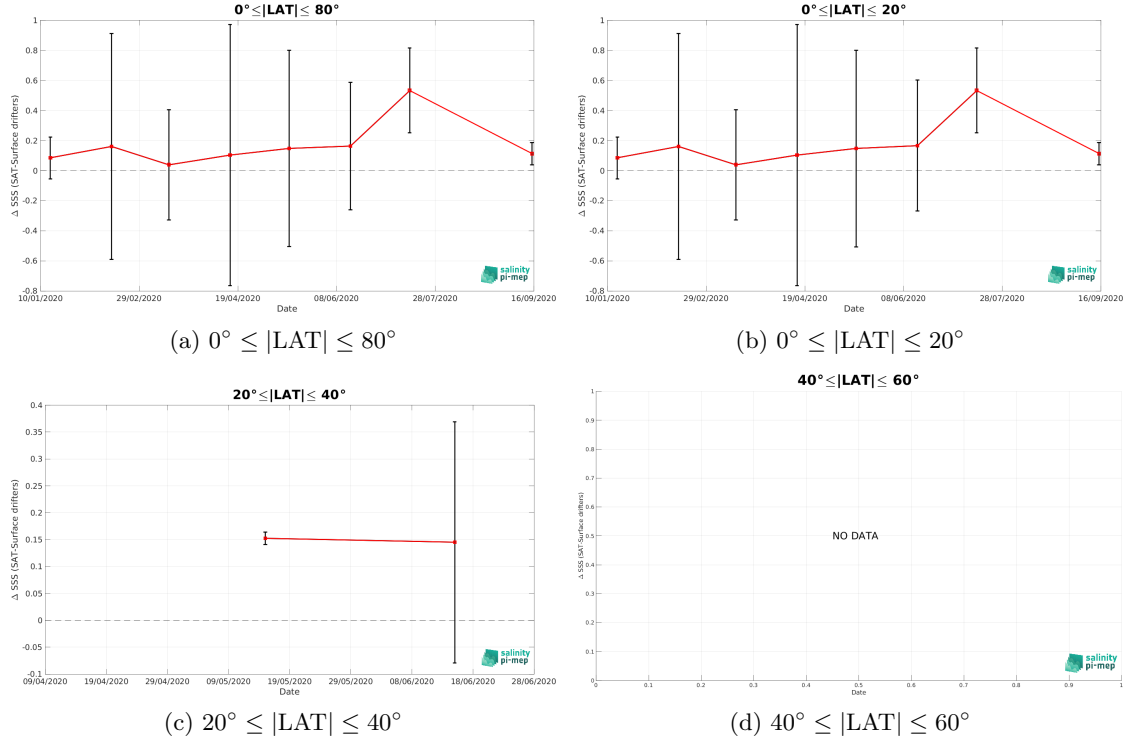 0°≤|LAT|≤ 80°
1
0.8
0.6
0.4
0.2
0
-0.2
-0.4
-0.6
-0.8
Δ SSS (SAT-Surface drifters)
10/01/2020 29/02/2020 19/04/2020 08/06/2020 28/07/2020 16/09/2020
Date
salinity
pi-mep
(a) 0° ≤ |LAT| ≤ 80°
0°≤|LAT|≤ 20°
1
0.8
0.6
0.4
0.2
0
-0.2
-0.4
-0.6
-0.8
Δ SSS (SAT-Surface drifters)
10/01/2020 29/02/2020 19/04/2020 08/06/2020 28/07/2020 16/09/2020
Date
salinity
pi-mep
(b) 0° ≤ |LAT| ≤ 20°
20°≤|LAT|≤ 40°
0.4
0.35
0.3
0.25
0.2
0.15
0.1
0.05
0
-0.05
-0.1
Δ SSS (SAT-Surface drifters)
09/04/2020 19/04/2020 29/04/2020 09/05/2020 19/05/2020 29/05/2020 08/06/2020 18/06/2020 28/06/2020
Date
salinity
pi-mep
(c) 20° ≤ |LAT| ≤ 40°
40°≤|LAT|≤ 60°
1
0.9
0.8
0.7
0.6
0.5
0.4
0.3
0.2
0.1
0
Δ SSS (SAT-Surface drifters)
NO DATA
0 0.1 0.2 0.3 0.4 0.5 0.6 0.7 0.8 0.9 1
Date
salinity
pi-mep
(d) 40° ≤ |LAT| ≤ 60°